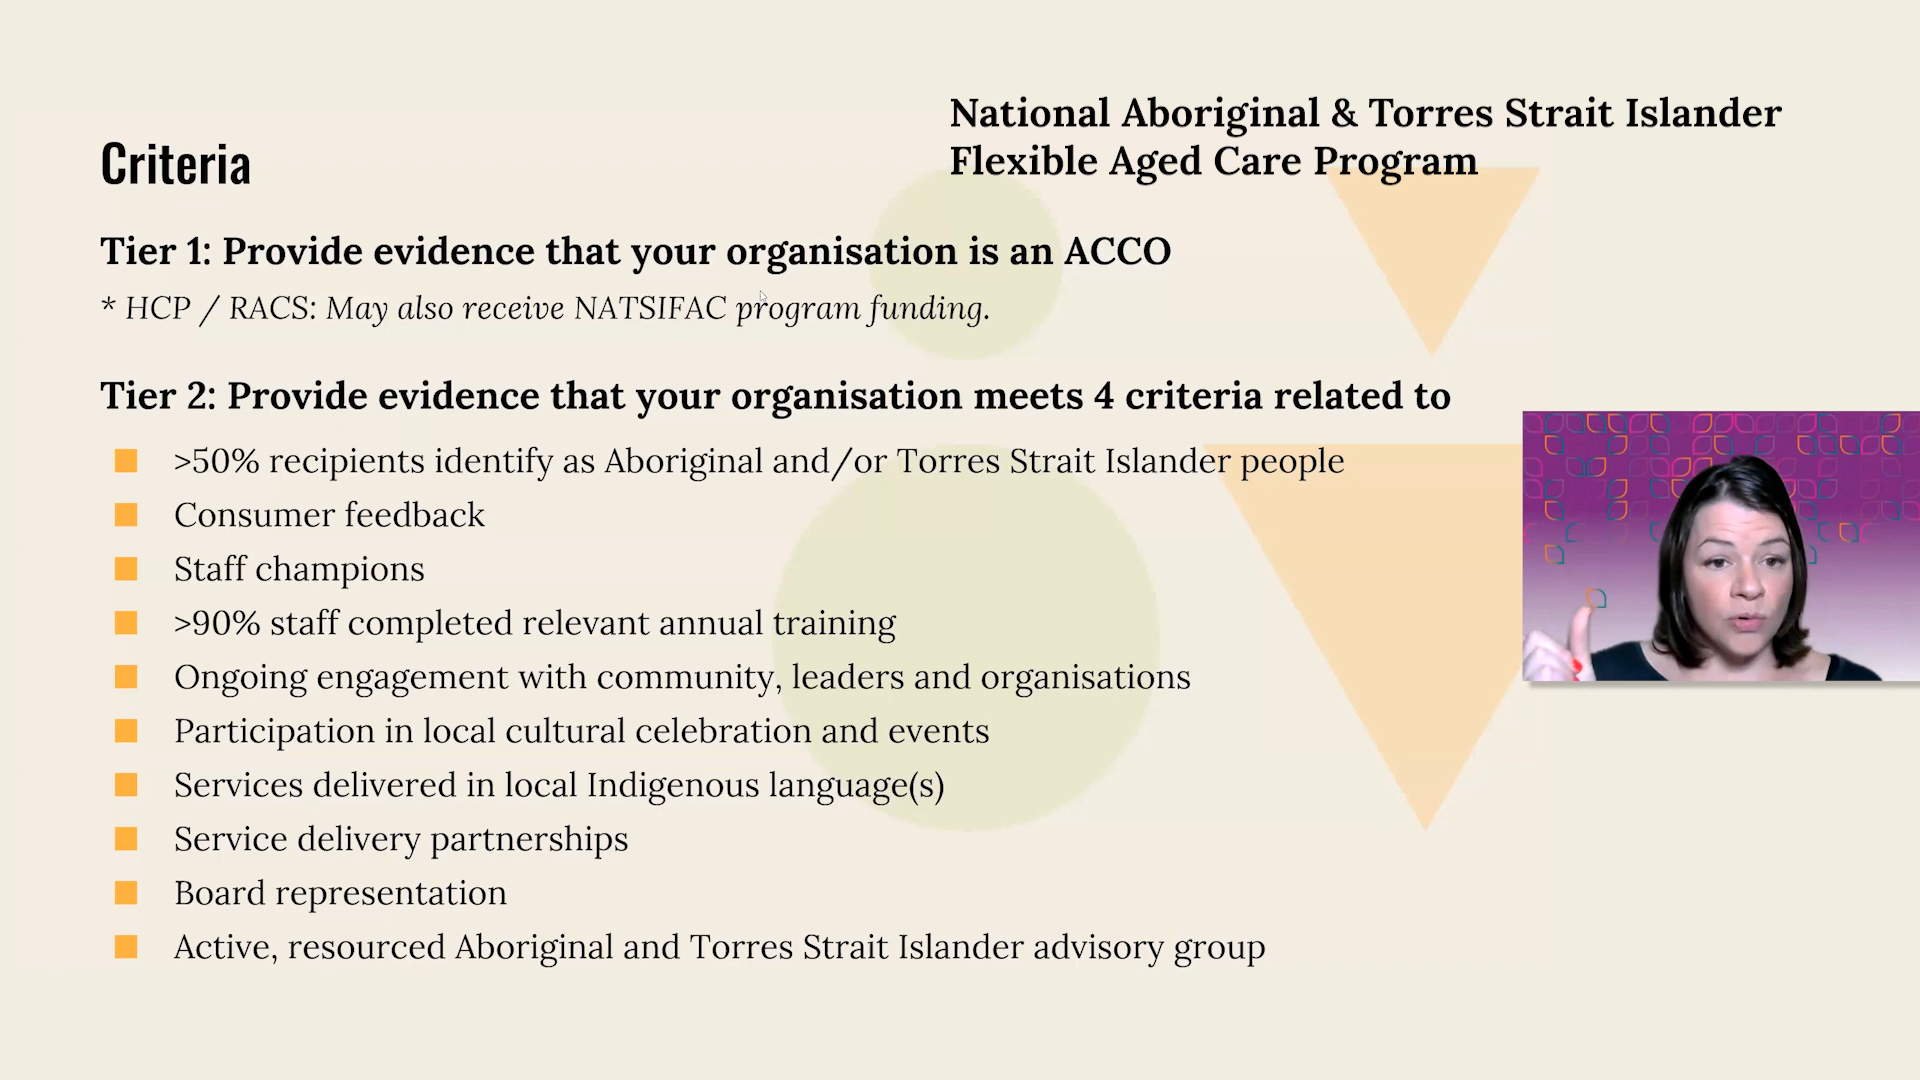 National Aboriginal & Torres Strait Islander
Flexible Aged Care Program
Criteria
Tier 1: Provide evidence that your organisation is an ACCO
* HCP / RACS: May also receive NATSIFAC program funding.
Tier 2: Provide evidence that your organisation meets 4 criteria related to
>50% recipients identify as Aboriginal and/or Torres Strait Islander people
Consumer feedback
Staff champions
>90% staff completed relevant annual training
Ongoing engagement with community, leaders and organisations
Participation in local cultural celebration and events
Services delivered in local Indigenous language(s)
Service delivery partnerships
Board representation
Active, resourced Aboriginal and Torres Strait Islander advisory group